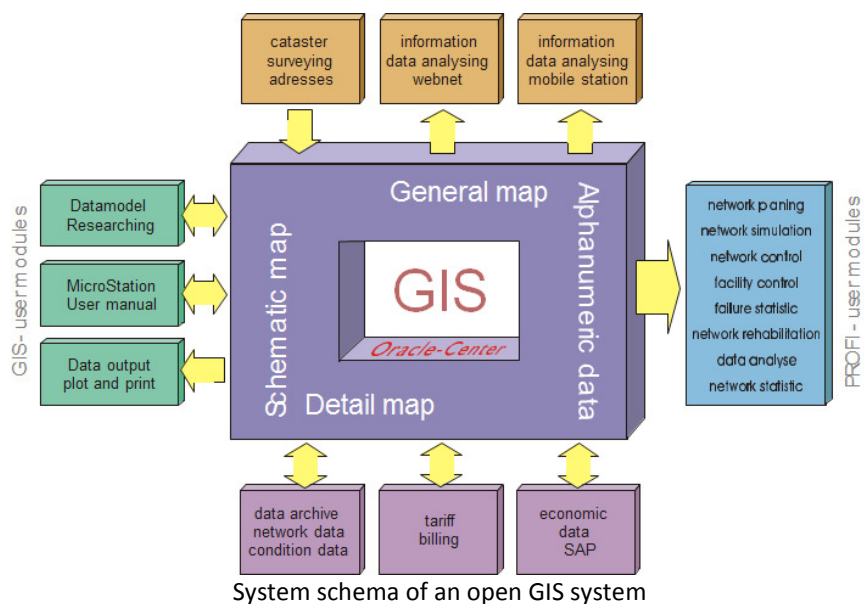 cataster
surveying
adresses
information
data analysing
webnet
information
data analysing
mobile station
GIS- user modules
Datamodel
Researching
MicroStation
User manual
Data output
plot and print
General map
Schematic map
Alphanumeric data
GIS
Oracle-Center
Detail map
network planing
network simulation
network control
facility control
failure statistic
network rehabilitation
data analyse
network statistic
PROFI - user modules
data archive
network data
condition data
tariff
billing
economic
data
SAP
System schema of an open GIS system